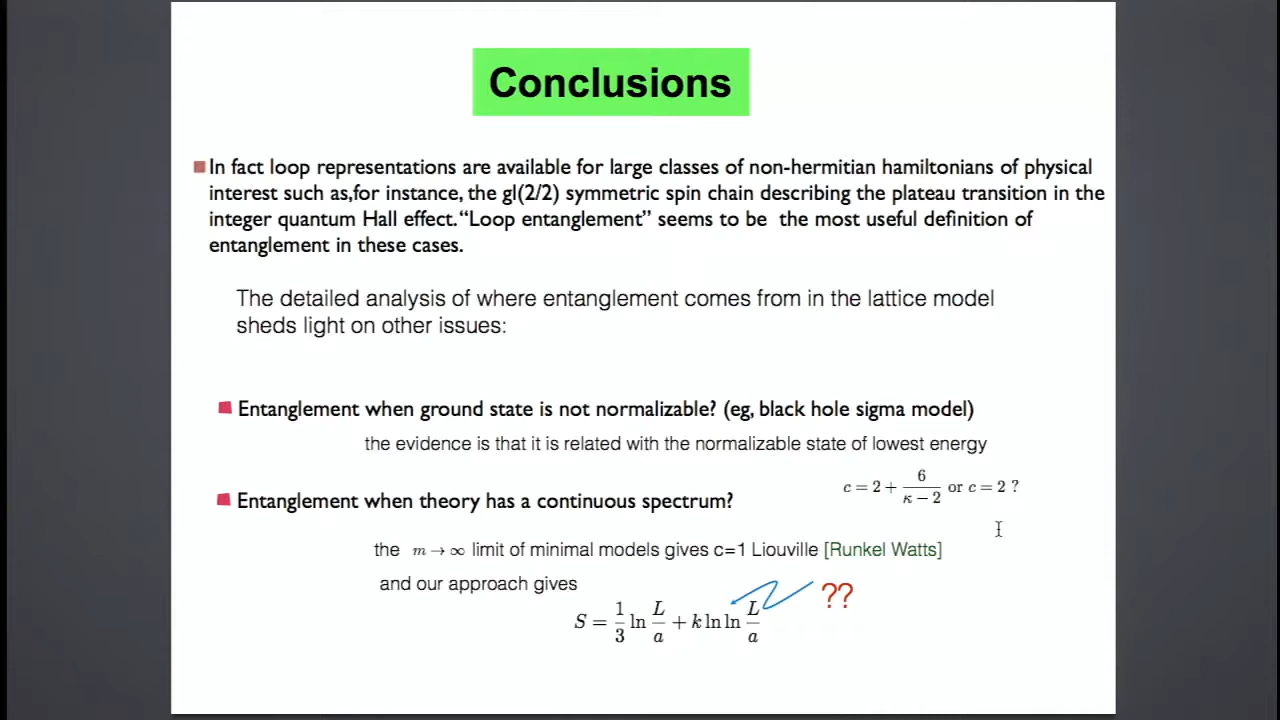 Conclusions
In fact loop representations are available for large classes of non-hermitian hamiltonians of physical
interest such as,for instance, the gl(2/2) symmetric spin chain describing the plateau transition in the
integer quantum Hall effect. “Loop entanglement” seems to be the most useful definition of
entanglement in these cases.
The detailed analysis of where entanglement comes from in the lattice model
sheds light on other issues:
Entanglement when ground state is not normalizable? (eg, black hole sigma model)
the evidence is that it is related with the normalizable state of lowest energy
c = 2 + 6/(κ − 2) or c = 2 ?
Entanglement when theory has a continuous spectrum?
the m → ∞ limit of minimal models gives c=1 Liouville [Runkel Watts]
and our approach gives
??
S = 1/3 ln L/a + k ln ln L/a